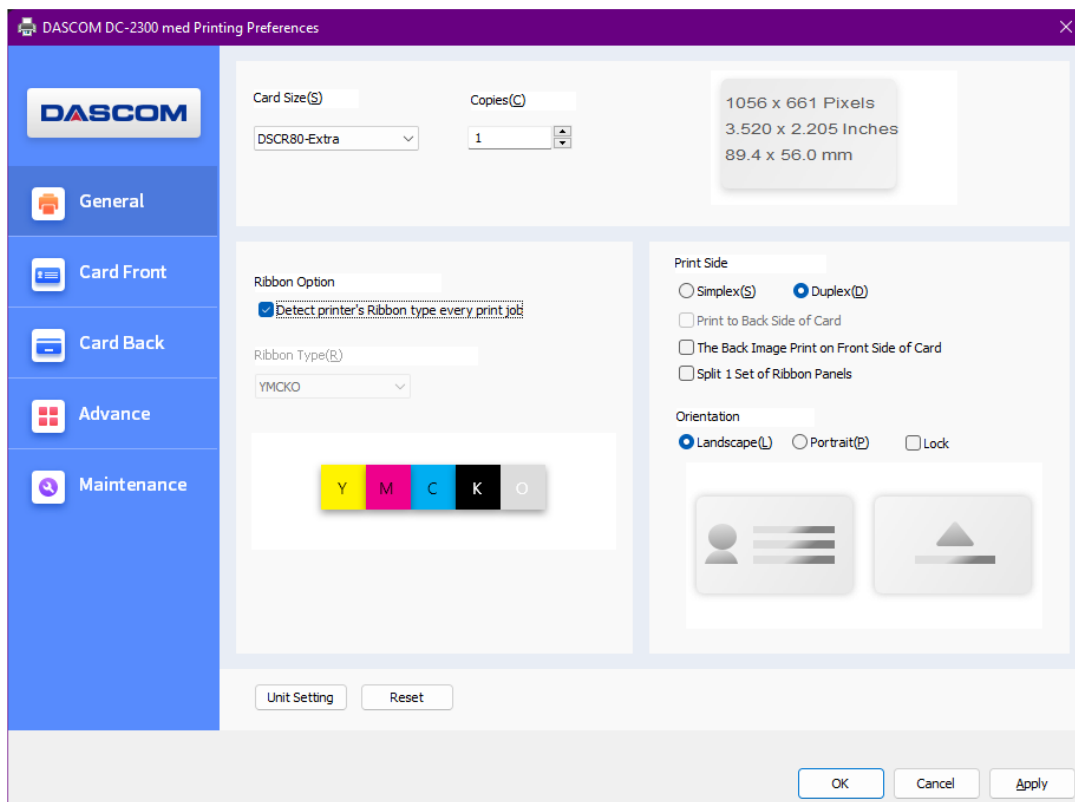 DASCOM DC-2300 med Printing Preferences
DASCOM
General
Card Front
Card Back
Advance
Maintenance
Card Size(S)
Copies(C)
DSCR80-Extra
1
1056 x 661 Pixels
3.520 x 2.205 Inches
89.4 x 56.0 mm
Ribbon Option
Detect printer's Ribbon type every print job
Ribbon Type(R)
YMCKO
Y M C K O
Print Side
Simplex(S) Duplex(D)
Print to Back Side of Card
The Back Image Print on Front Side of Card
Split 1 Set of Ribbon Panels
Orientation
Landscape(L) Portrait(P) Lock
Unit Setting Reset
OK Cancel Apply